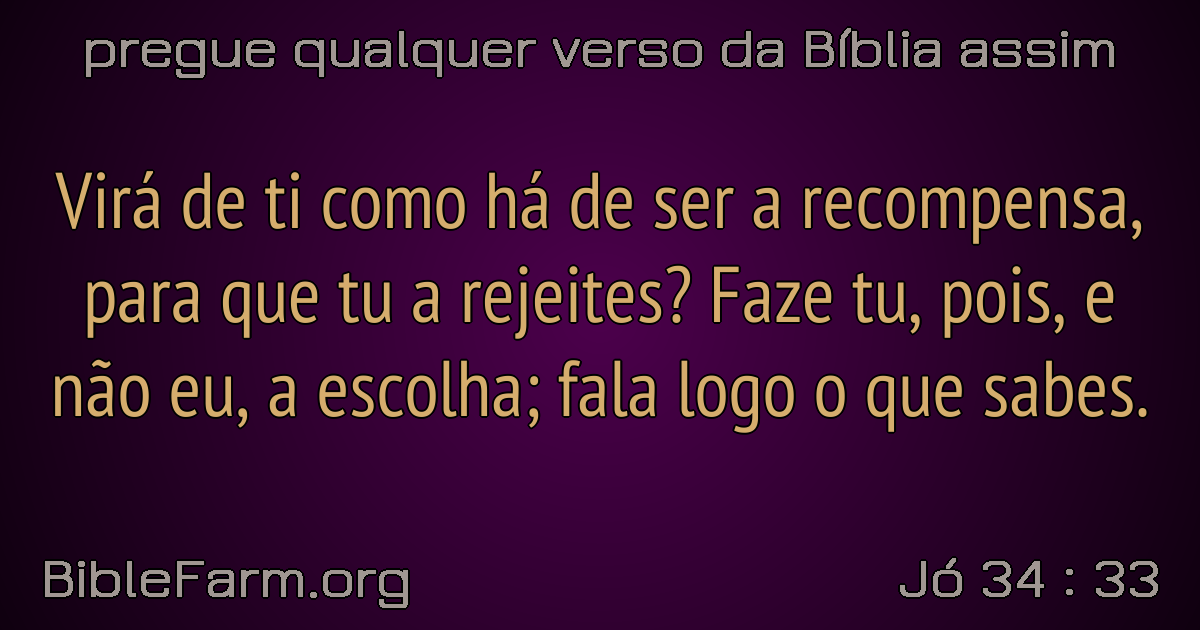 pregue qualquer verso da Bíblia assim
Virá de ti como há de ser a recompensa,
para que tu a rejeites? Faze tu, pois, e
não eu, a escolha; fala logo o que sabes.
BibleFarm.org
Jó 34 : 33